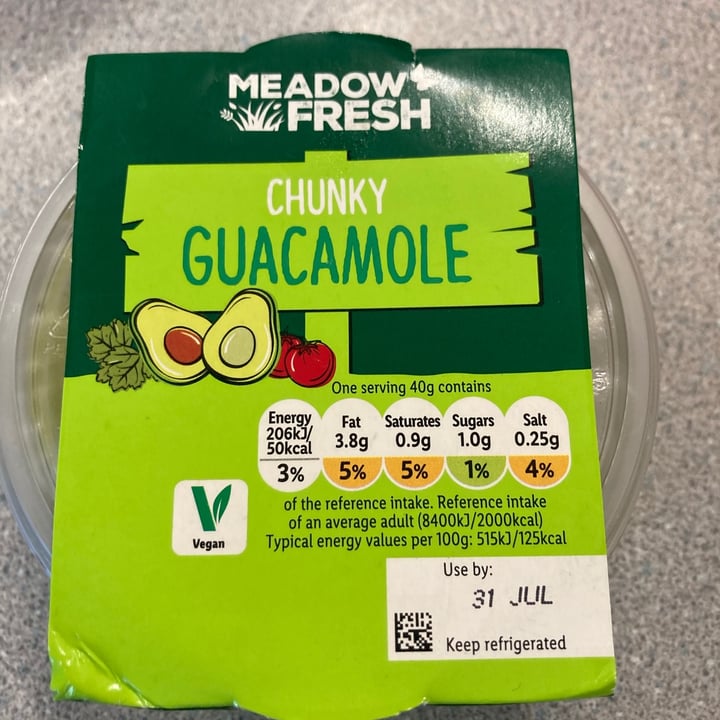 MEADOW
FRESH
CHUNKY
GUACAMOLE
One serving 40g contains
Energy 206kJ/ 50kcal 3%
Fat 3.8g 5%
Saturates 0.9g 5%
Sugars 1.0g 1%
Salt 0.25g 4%
of the reference intake. Reference intake
of an average adult (8400kJ/2000kcal)
Typical energy values per 100g: 515kJ/125kcal
V
Vegan
Use by:
31 JUL
Keep refrigerated